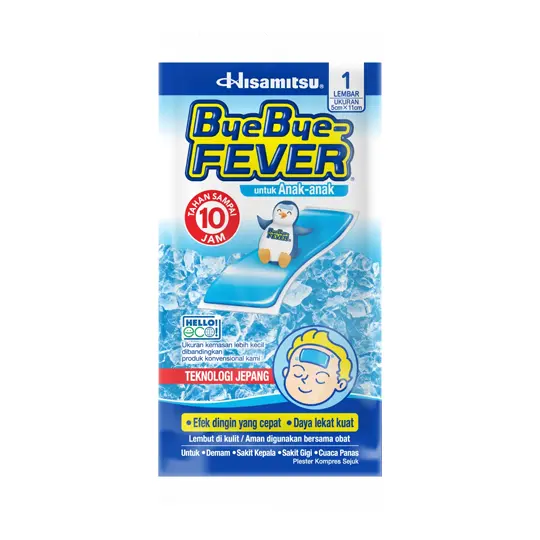 Hisamitsu®
1
LEMBAR
UKURAN
5cm×11cm
ByeBye-
FEVER®
untuk Anak-anak
TAHAN SAMPAI
10
JAM
ByeBye
FEVER
HELLO!
eco!
Ukuran kemasan lebih kecil
dibandingkan
produk konvensional kami
TEKNOLOGI JEPANG
•Efek dingin yang cepat •Daya lekat kuat
Lembut di kulit / Aman digunakan bersama obat
Untuk •Demam •Sakit Kepala •Sakit Gigi •Cuaca Panas
Plester Kompres Sejuk